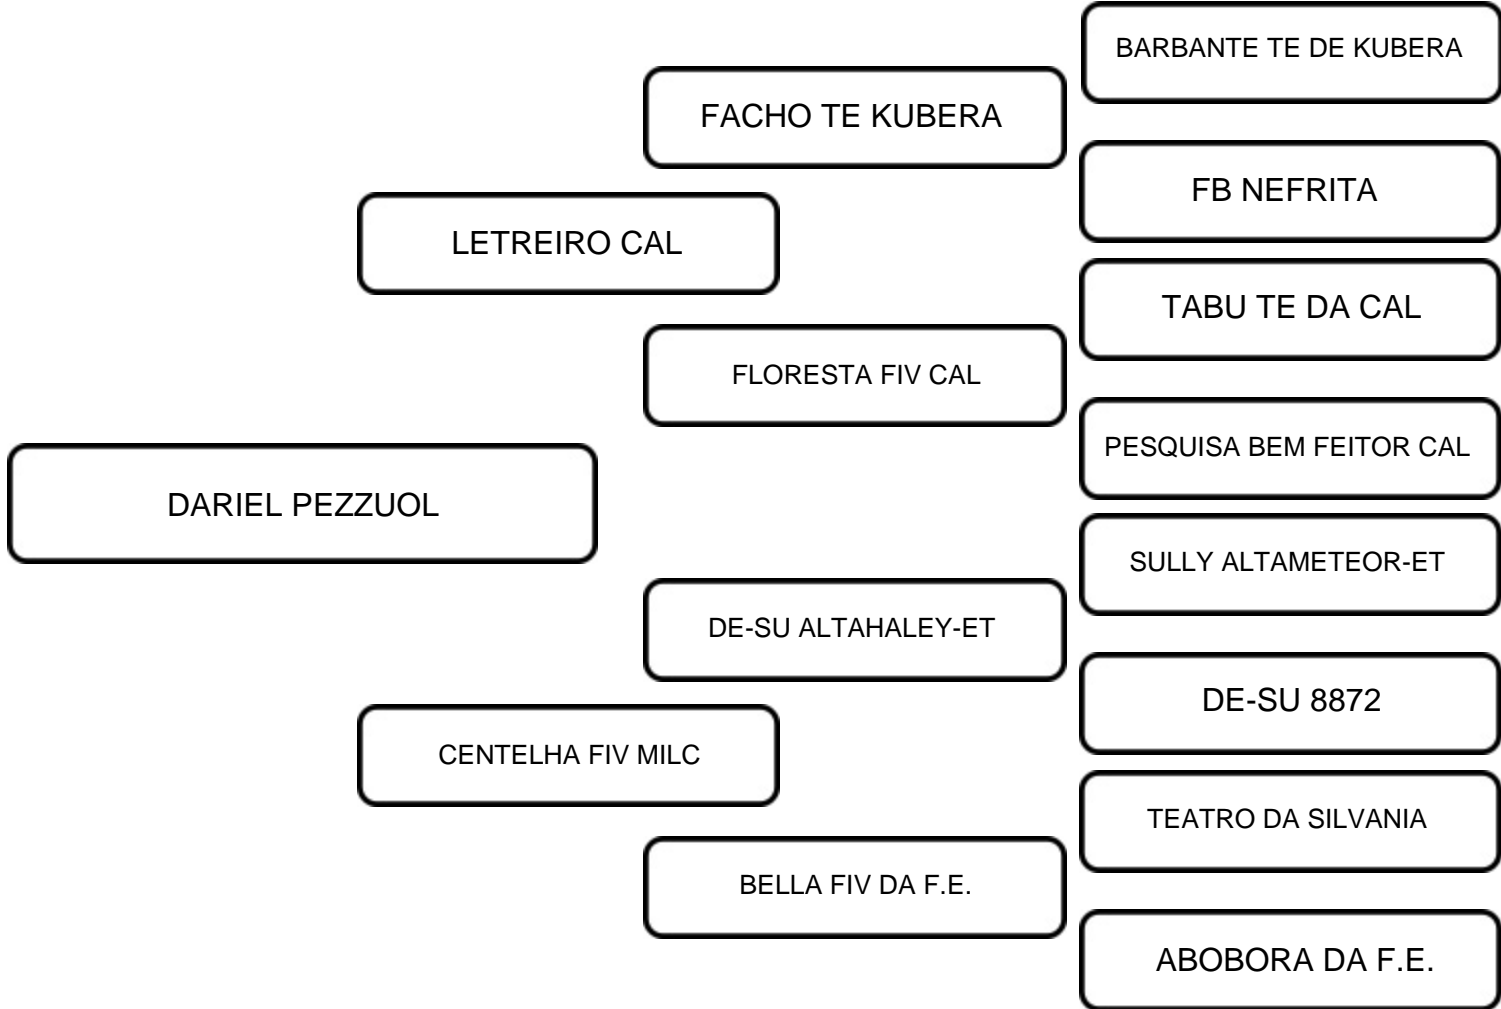 BARBANTE TE DE KUBERA
FACHO TE KUBERA
FB NEFRITA
LETREIRO CAL
TABU TE DA CAL
FLORESTA FIV CAL
PESQUISA BEM FEITOR CAL
DARIEL PEZZUOL
SULLY ALTAMETEOR-ET
DE-SU ALTAHALEY-ET
DE-SU 8872
CENTELHA FIV MILC
TEATRO DA SILVANIA
BELLA FIV DA F.E.
ABOBORA DA F.E.